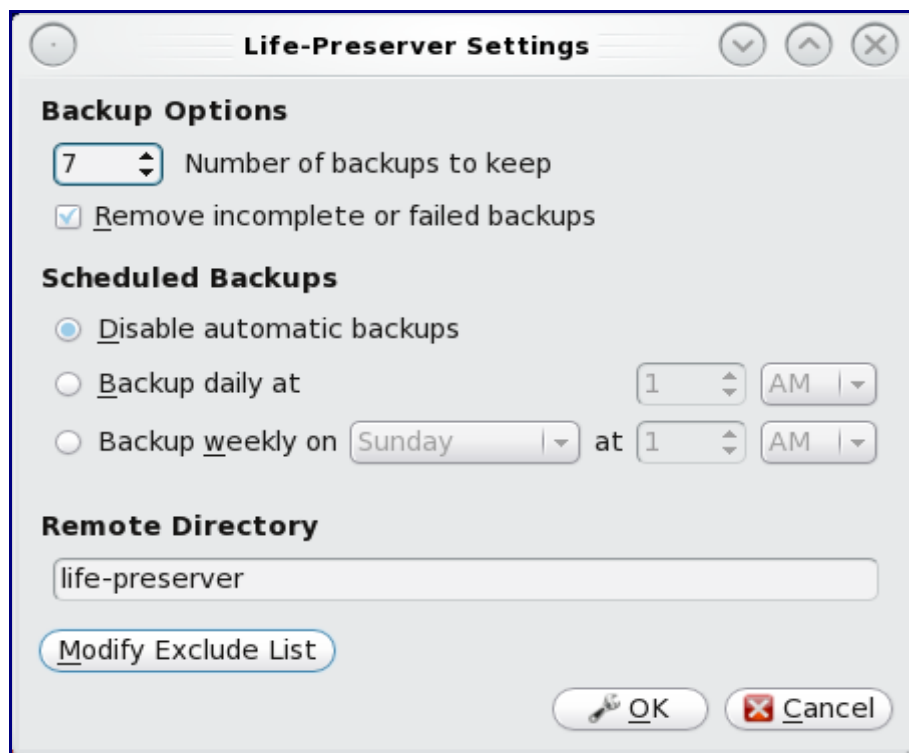 Life-Preserver Settings
Backup Options
7 Number of backups to keep
Remove incomplete or failed backups
Scheduled Backups
Disable automatic backups
Backup daily at 1 AM
Backup weekly on Sunday at 1 AM
Remote Directory
life-preserver
Modify Exclude List
OK Cancel